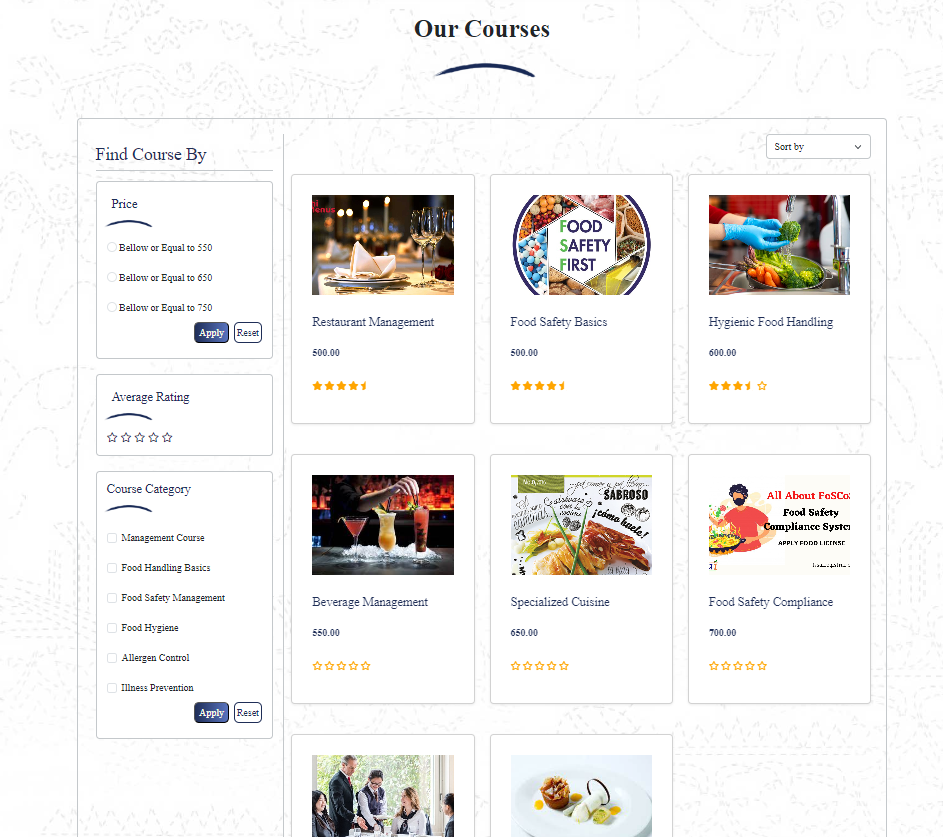 Our Courses
Find Course By
Sort by
Price
Bellow or Equal to 550
Bellow or Equal to 650
Bellow or Equal to 750
Apply Reset
Average Rating
Course Category
Management Course
Food Handling Basics
Food Safety Management
Food Hygiene
Allergen Control
Illness Prevention
Apply Reset
Restaurant Management
500.00
FOOD
SAFETY
FIRST
Food Safety Basics
500.00
Hygienic Food Handling
600.00
Beverage Management
550.00
SABROSO
¡cómo huele!
Specialized Cuisine
650.00
All About FoSCo
Food Safety
Compliance Syste
APPLY FOOD LICENSE
Food Safety Compliance
700.00